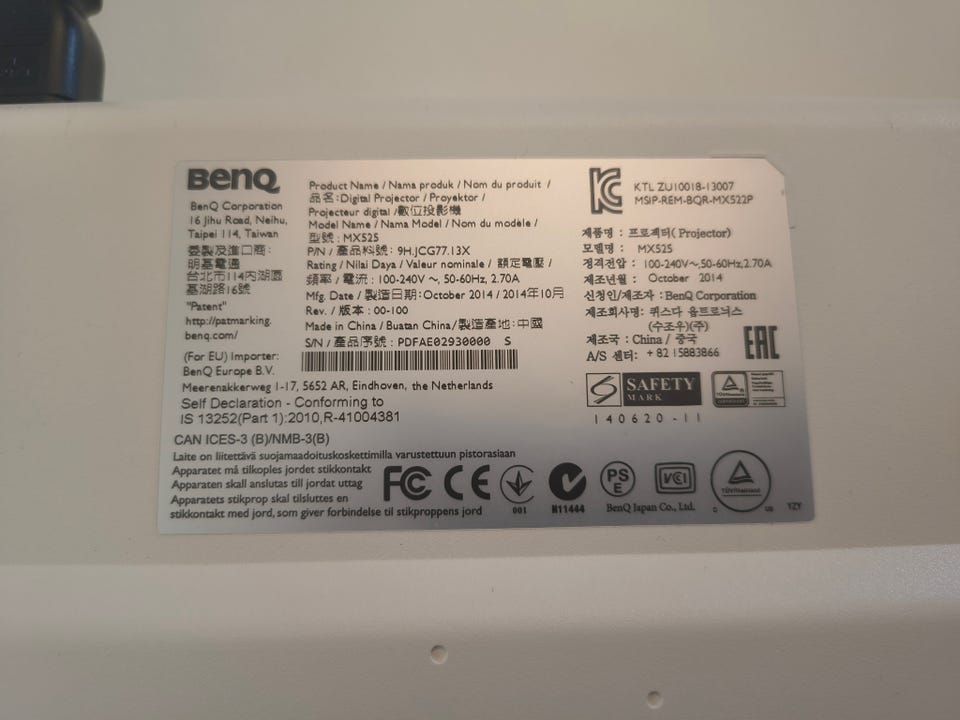 BenQ
BenQ Corporation
16 Jihu Road, Neihu,
Taipei 114, Taiwan
委製及進口商:
明基電通
台北市114內湖區
基湖路16號
"Patent"
http://patmarking.
benq.com/
(For EU) Importer:
BenQ Europe B.V.
Meerenakkerweg 1-17, 5652 AR, Eindhoven, the Netherlands
Self Declaration - Conforming to
IS 13252(Part 1):2010,R-41004381
CAN ICES-3 (B)/NMB-3(B)
Laite on liitettävä suojamaadoituskoskettimilla varustettuun pistorasiaan
Apparatet må tilkoples jordet stikkontakt
Apparaten skall anslutas till jordat uttag
Apparatets stikprop skal tilsluttes en
stikkontakt med jord, som giver forbindelse til stikproppens jord
Product Name / Nama produk / Nom du produit /
品名:Digital Projector / Proyektor /
Projecteur digital /數位投影機
Model Name / Nama Model / Nom du modèle /
型號 : MX525
P/N / 產品料號: 9H.JCG77.13X
Rating / Nilai Daya / Valeur nominale / 額定電壓 /
頻率 / 電流 : 100-240V ～, 50-60Hz, 2.70A
Mfg. Date / 製造日期: October 2014 / 2014年10月
Rev. / 版本 : 00-100
Made in China / Buatan China/製造產地: 中國
S/N / 產品序號 : PDFAE02930000 S
KC
KTL ZU10018-13007
MSIP-REM-BQR-MX522P
제품명 : 프로젝터( Projector)
모델명 : MX525
정격전압 : 100-240V～,50-60Hz,2.70A
제조년월 : October 2014
신청인/제조자 : BenQ Corporation
제조회사명: 퀴스다 옵트로닉스
(수조우)(주)
제조국 : China / 중국
A/S 센터: + 82 15883866
EAC
S SAFETY
MARK
140620-11
FC CE
001
N11444
PS
E
BenQ Japan Co., Ltd.
VCI
TÜVRheinland
D US
YZY